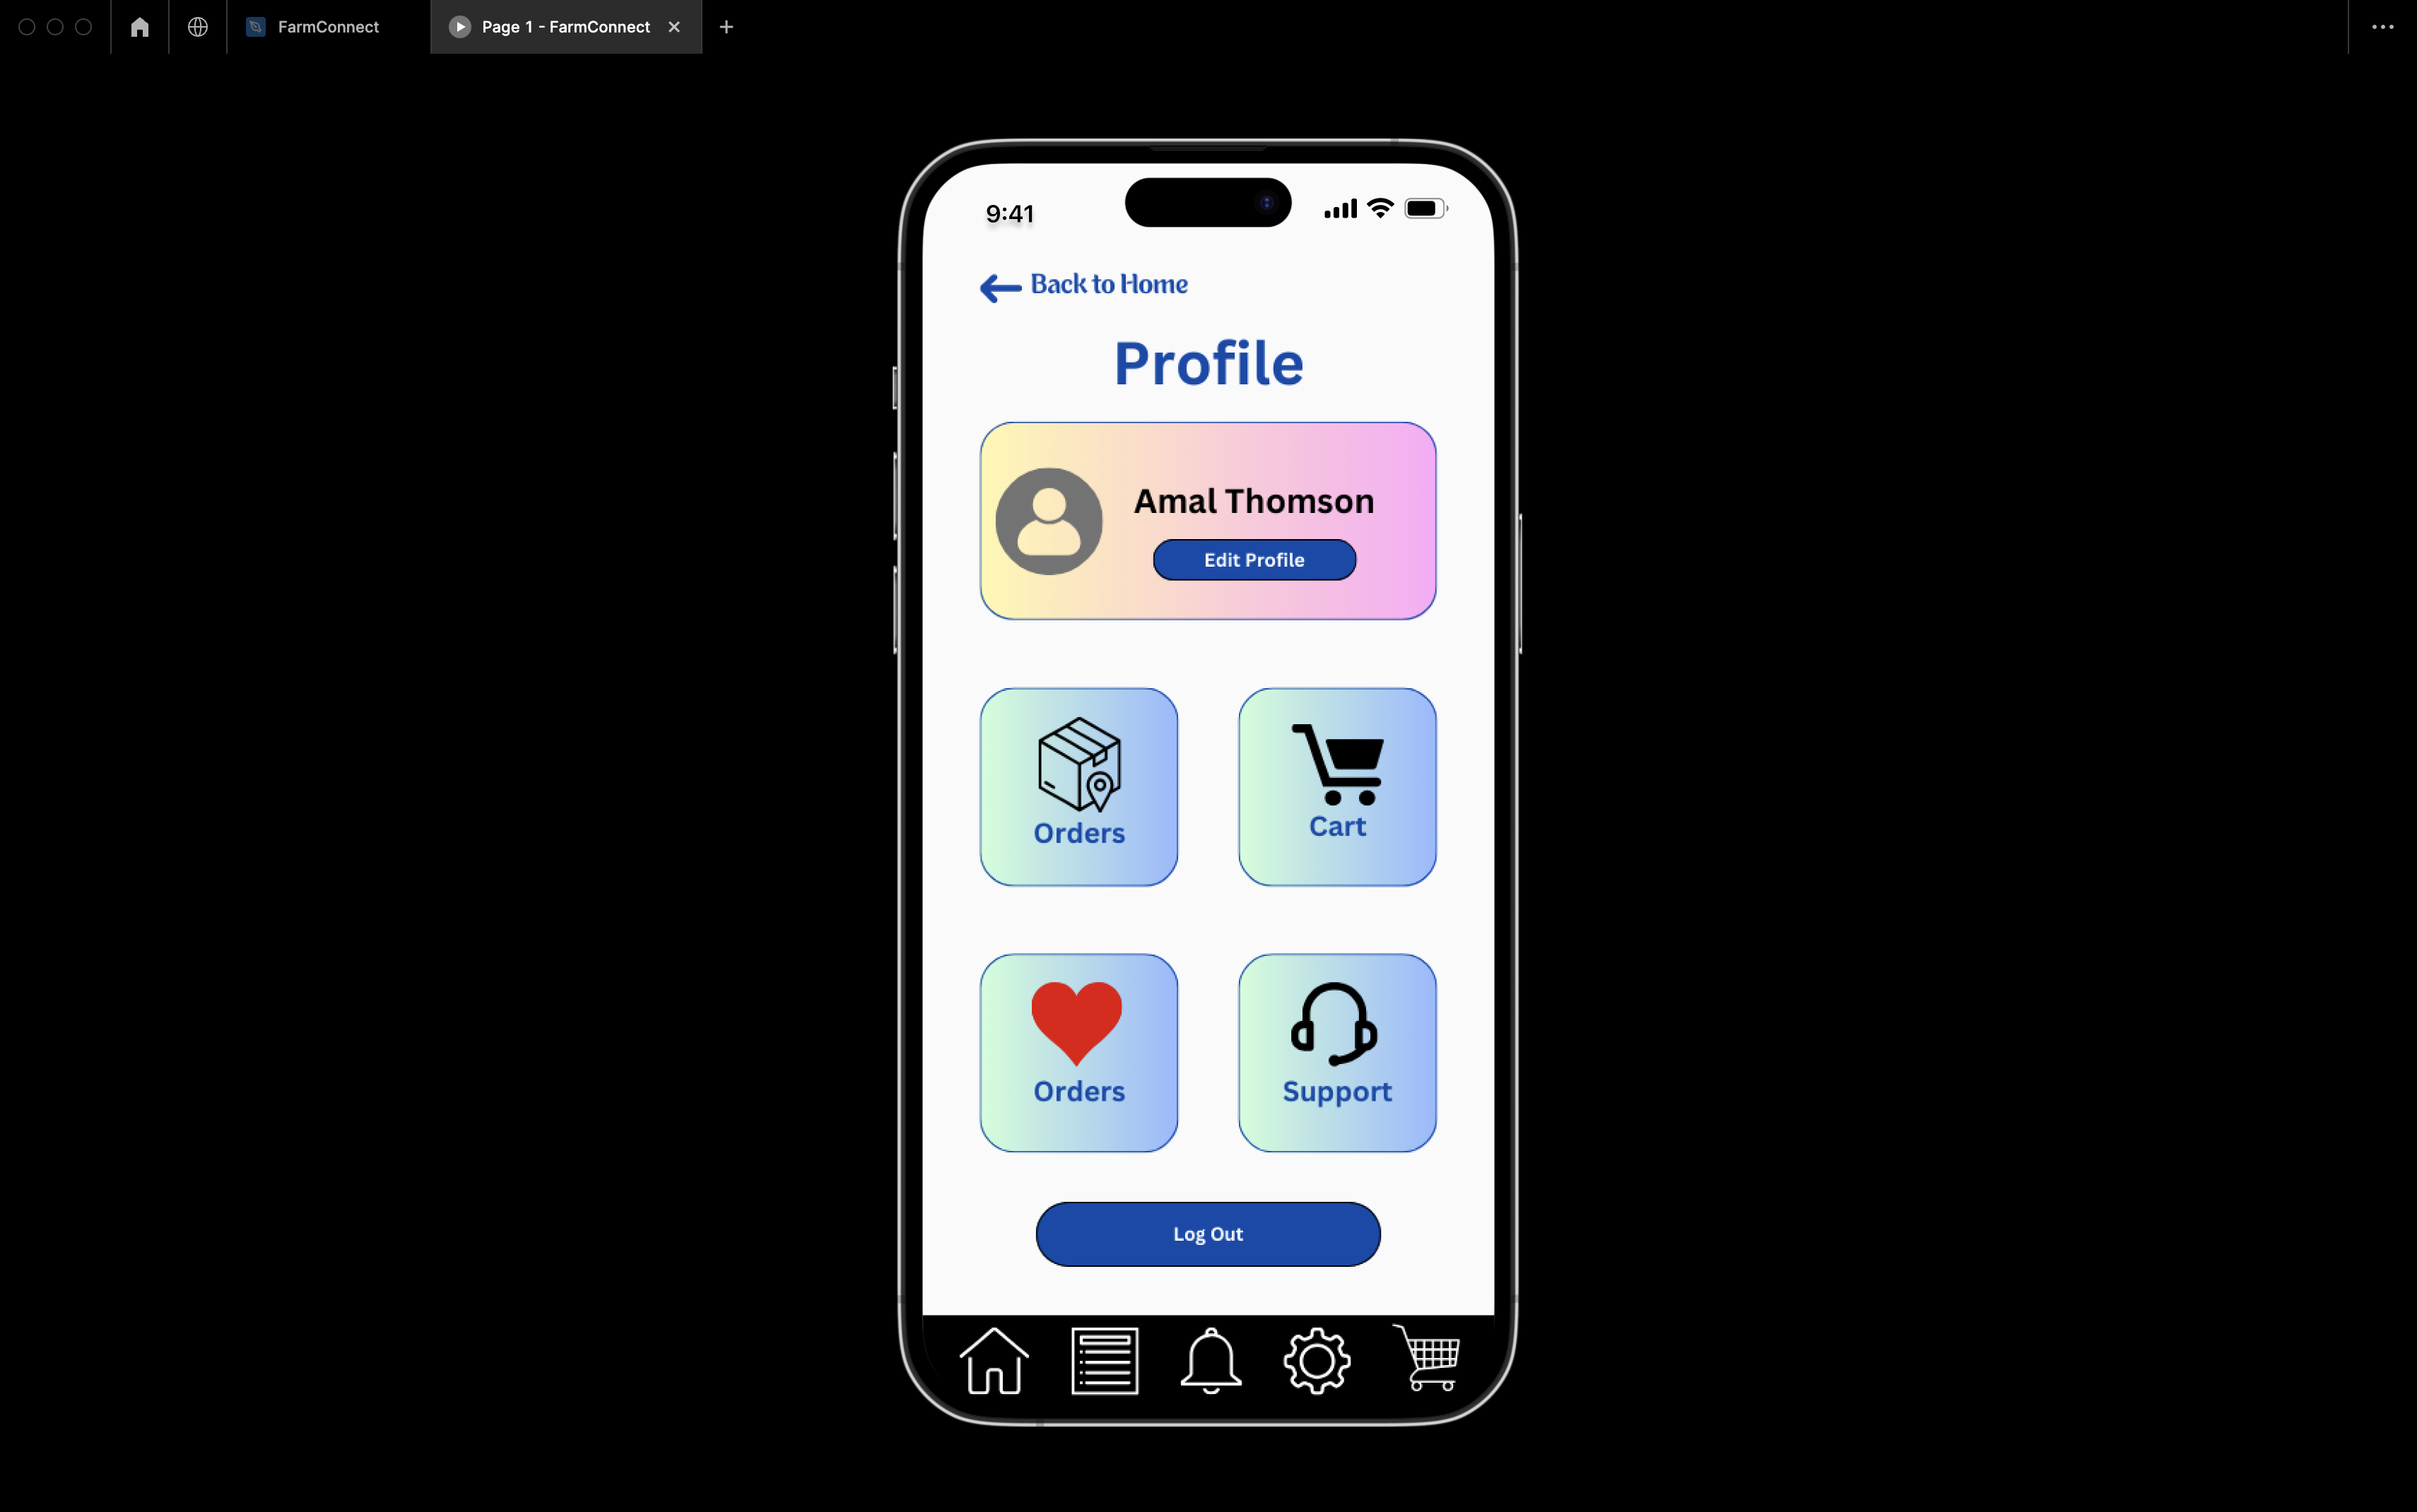 FarmConnect
Page 1 - FarmConnect
9:41
Back to Home
Profile
Amal Thomson
Edit Profile
Orders
Cart
Orders
Support
Log Out